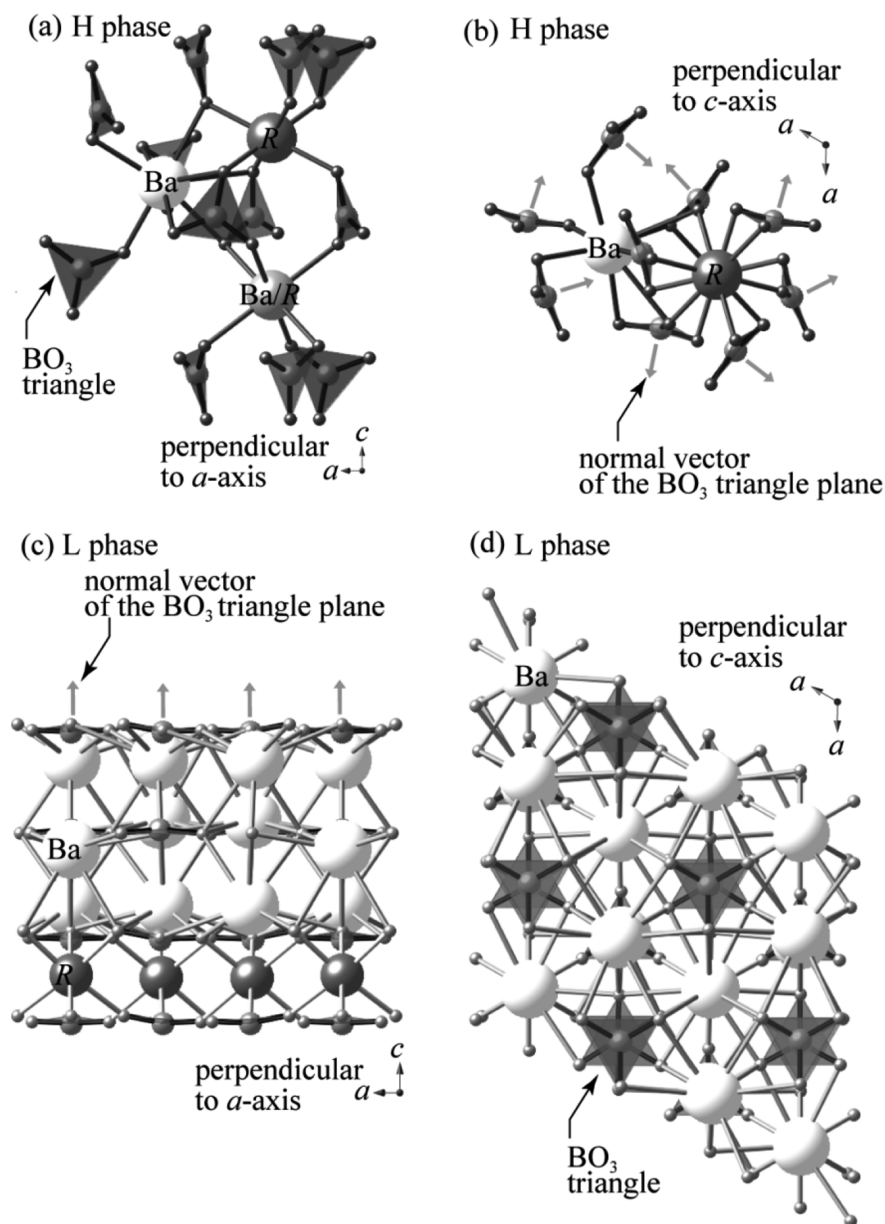 (a) H phase
R
Ba
Ba/R
BO₃
triangle
perpendicular
to a-axis
c
a
(b) H phase
perpendicular
to c-axis
a
a
Ba
R
normal vector
of the BO₃ triangle plane
(c) L phase
normal vector
of the BO₃ triangle plane
Ba
R
perpendicular
to a-axis
c
a
(d) L phase
perpendicular
to c-axis
a
a
Ba
BO₃
triangle